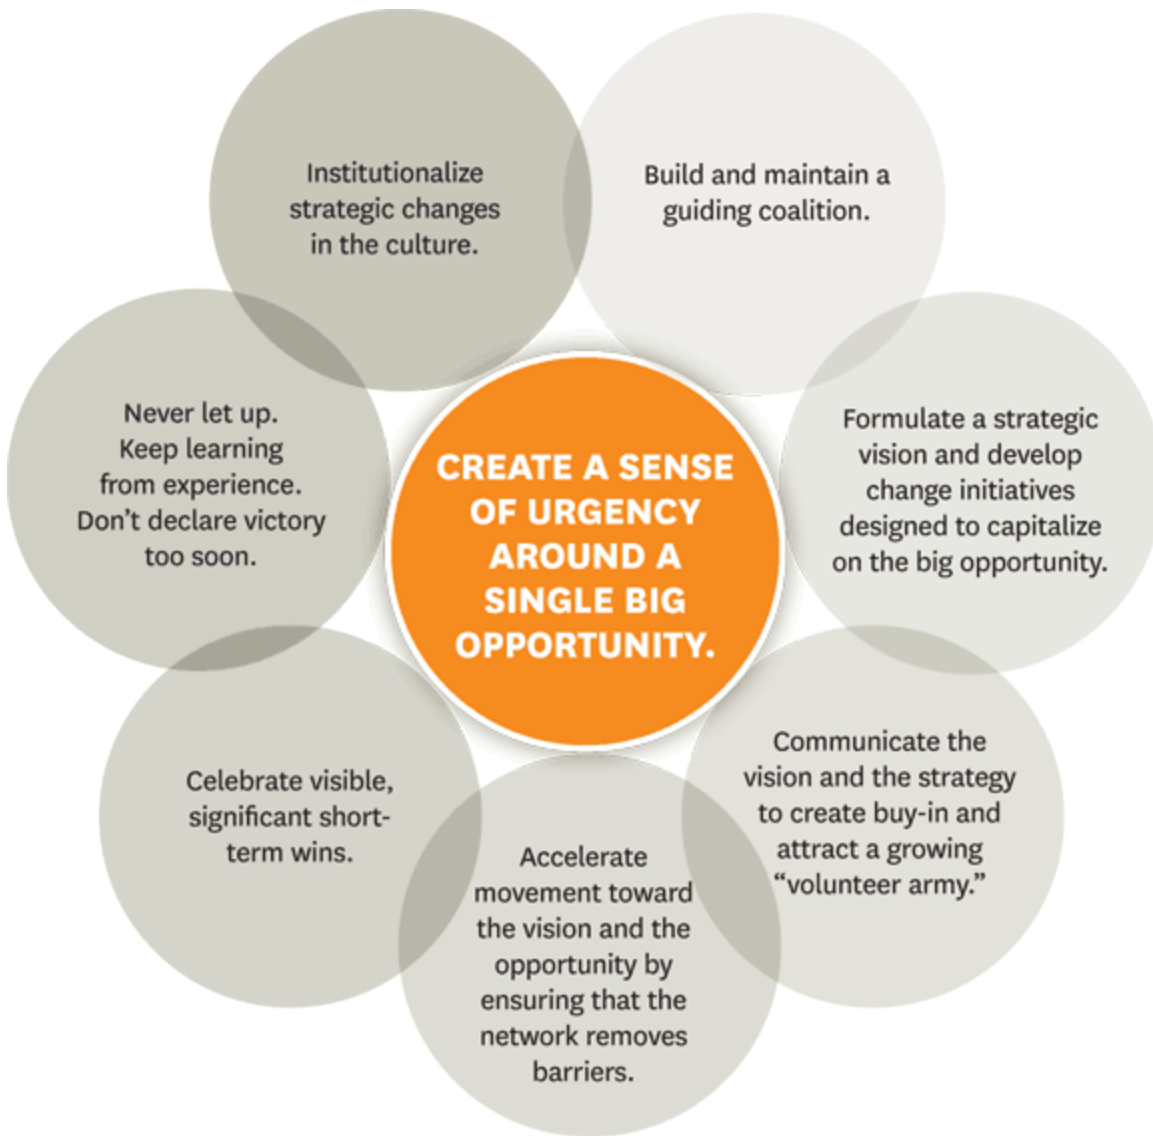 Institutionalize
strategic changes
in the culture.
Build and maintain a
guiding coalition.
Formulate a strategic
vision and develop
change initiatives
designed to capitalize
on the big opportunity.
Communicate the
vision and the strategy
to create buy-in and
attract a growing
“volunteer army.”
Accelerate
movement toward
the vision and the
opportunity by
ensuring that the
network removes
barriers.
Celebrate visible,
significant short-
term wins.
Never let up.
Keep learning
from experience.
Don’t declare victory
too soon.
CREATE A SENSE
OF URGENCY
AROUND A
SINGLE BIG
OPPORTUNITY.